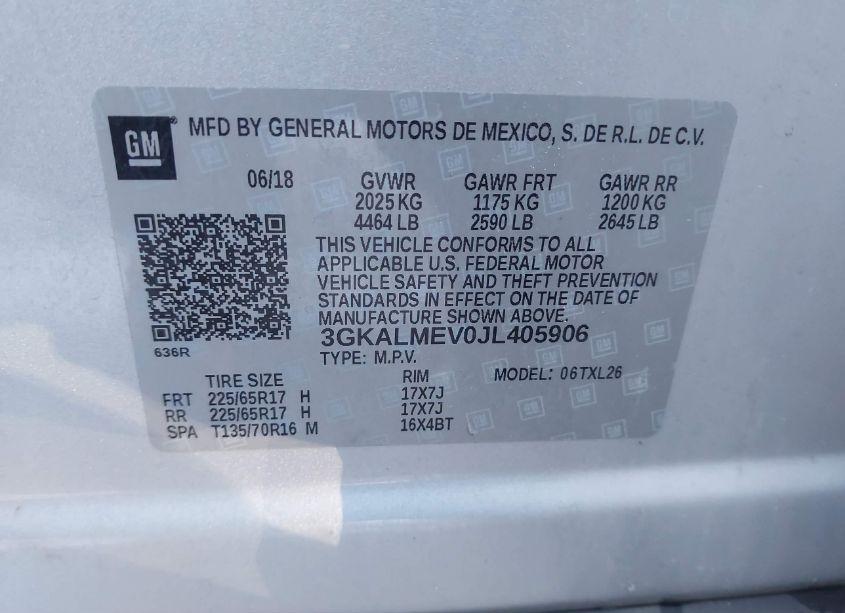 GM® MFD BY GENERAL MOTORS DE MEXICO, S. DE R.L. DE C.V.
06/18 GVWR GAWR FRT GAWR RR
2025 KG 1175 KG 1200 KG
4464 LB 2590 LB 2645 LB
THIS VEHICLE CONFORMS TO ALL
APPLICABLE U.S. FEDERAL MOTOR
VEHICLE SAFETY AND THEFT PREVENTION
STANDARDS IN EFFECT ON THE DATE OF
MANUFACTURE SHOWN ABOVE.
3GKALMEV0JL405906
636R
TYPE: M.P.V.
TIRE SIZE RIM MODEL: 06TXL26
FRT 225/65R17 H 17X7J
RR 225/65R17 H 17X7J
SPA T135/70R16 M 16X4BT